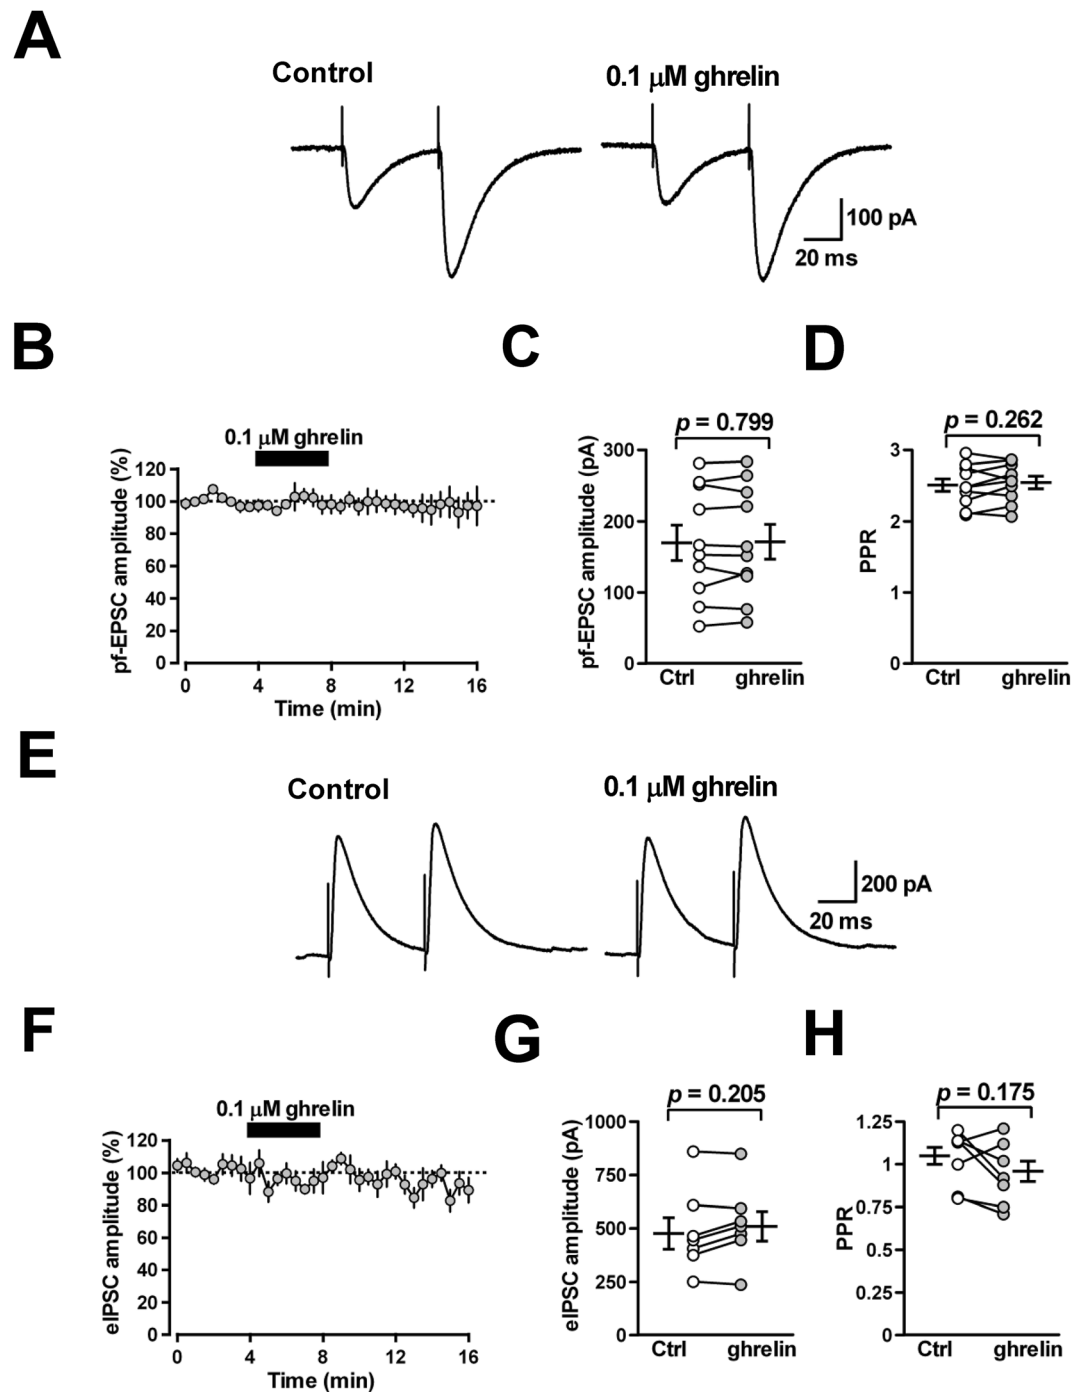 A
Control
0.1 μM ghrelin
100 pA
20 ms
B
C
D
0.1 μM ghrelin
pf-EPSC amplitude (%)
120
100
80
60
40
20
0
0 4 8 12 16
Time (min)
p = 0.799
pf-EPSC amplitude (pA)
300
200
100
0
Ctrl ghrelin
p = 0.262
PPR
3
2
1
0
Ctrl ghrelin
E
Control
0.1 μM ghrelin
200 pA
20 ms
F
G
H
0.1 μM ghrelin
eIPSC amplitude (%)
120
100
80
60
40
20
0
0 4 8 12 16
Time (min)
p = 0.205
eIPSC amplitude (pA)
1000
750
500
250
0
Ctrl ghrelin
p = 0.175
PPR
1.25
1
0.75
0.5
0.25
0
Ctrl ghrelin